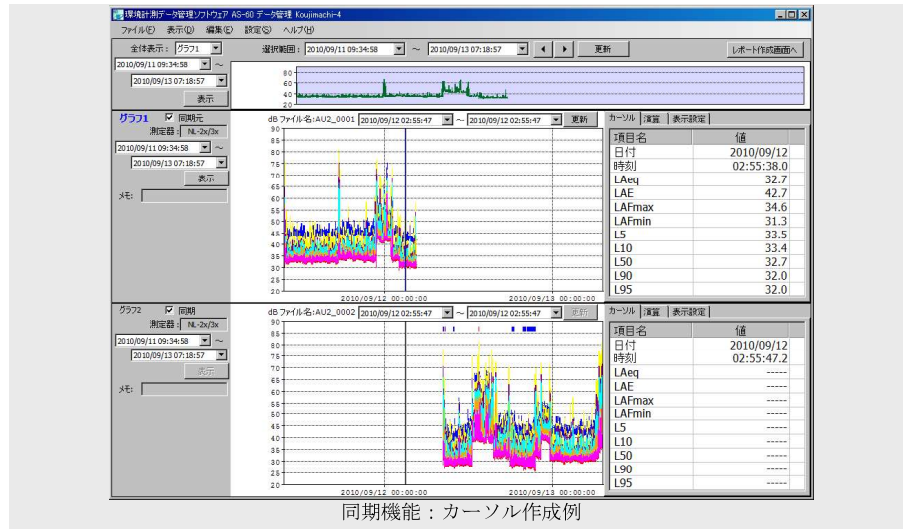 環境計測データ管理ソフトウェア AS-60 データ管理 Koujimachi-4
ファイル(F) 表示(D) 編集(E) 設定(S) ヘルプ(H)
全体表示： グラフ1 選択範囲： 2010/09/11 09:34:58 ～ 2010/09/13 07:18:57 更新 レポート作成画面へ
2010/09/11 09:34:58 ～
2010/09/13 07:18:57
表示
80
60
40
20
グラフ1 同期元
測定器： NL-2x/3x
2010/09/11 09:34:58 ～
2010/09/13 07:18:57
表示
メモ：
dB ファイル名:AU2_0001 2010/09/12 02:55:47 ～ 2010/09/12 02:55:47 更新
90
85
80
75
70
65
60
55
50
45
40
35
30
25
20
2010/09/12 00:00:00 2010/09/13 00:00:00
カーソル 演算 表示設定
項目名 値
日付 2010/09/12
時刻 02:55:38.0
LAeq 32.7
LAE 42.7
LAFmax 34.6
LAFmin 31.3
L5 33.5
L10 33.4
L50 32.7
L90 32.0
L95 32.0
グラフ2 同期
測定器： NL-2x/3x
2010/09/11 09:34:58 ～
2010/09/13 07:18:57
表示
メモ：
dB ファイル名:AU2_0002 2010/09/12 02:55:47 ～ 2010/09/12 02:55:47 更新
90
85
80
75
70
65
60
55
50
45
40
35
30
25
20
2010/09/12 00:00:00 2010/09/13 00:00:00
カーソル 演算 表示設定
項目名 値
日付 2010/09/12
時刻 02:55:47.2
LAeq -----
LAE -----
LAFmax -----
LAFmin -----
L5 -----
L10 -----
L50 -----
L90 -----
L95 -----
同期機能：カーソル作成例